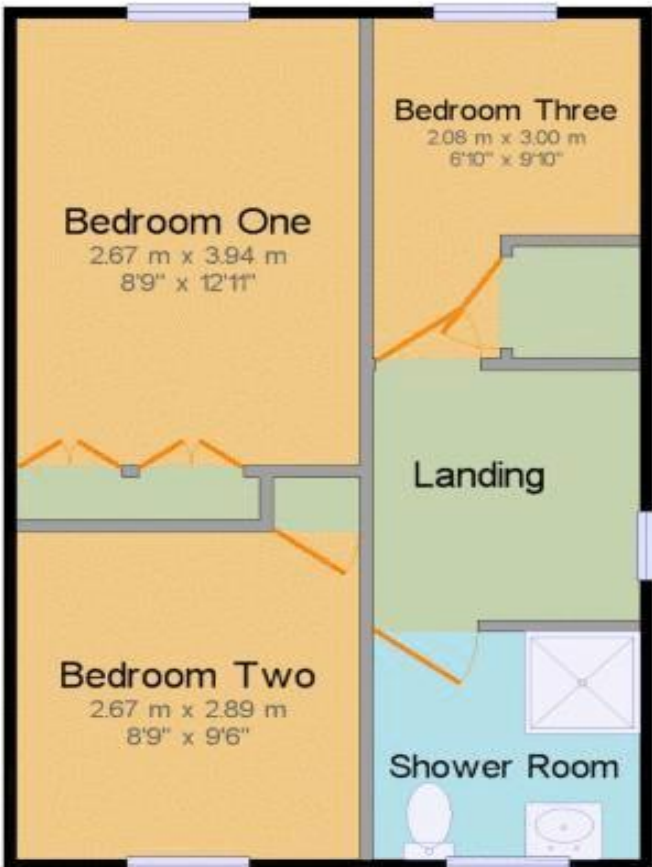 Bedroom Three
2.08 m x 3.00 m
6'10" x 9'10"
Bedroom One
2.67 m x 3.94 m
8'9" x 12'11"
Landing
Bedroom Two
2.67 m x 2.89 m
8'9" x 9'6"
Shower Room